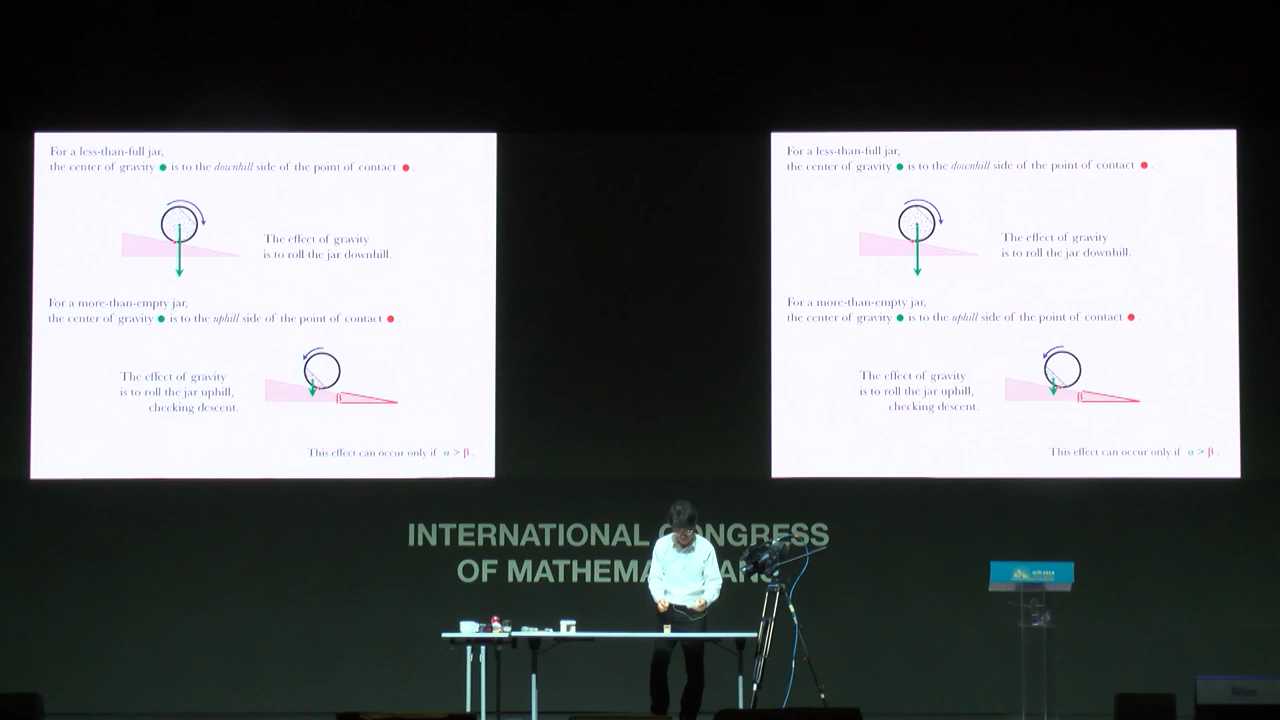 For a less-than-full jar,
the center of gravity is to the downhill side of the point of contact .
The effect of gravity
is to roll the jar downhill.
For a more-than-empty jar,
the center of gravity is to the uphill side of the point of contact .
The effect of gravity
is to roll the jar uphill,
checking descent.
β
This effect can occur only if α > β .
For a less-than-full jar,
the center of gravity is to the downhill side of the point of contact .
The effect of gravity
is to roll the jar downhill.
For a more-than-empty jar,
the center of gravity is to the uphill side of the point of contact .
The effect of gravity
is to roll the jar uphill,
checking descent.
β
This effect can occur only if α > β .
INTERNATIONAL CONGRESS
OF MATHEMA ANS